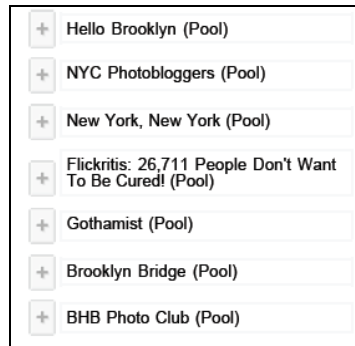 + Hello Brooklyn (Pool)
+ NYC Photobloggers (Pool)
+ New York, New York (Pool)
+ Flickritis: 26,711 People Don't Want
To Be Cured! (Pool)
+ Gothamist (Pool)
+ Brooklyn Bridge (Pool)
+ BHB Photo Club (Pool)